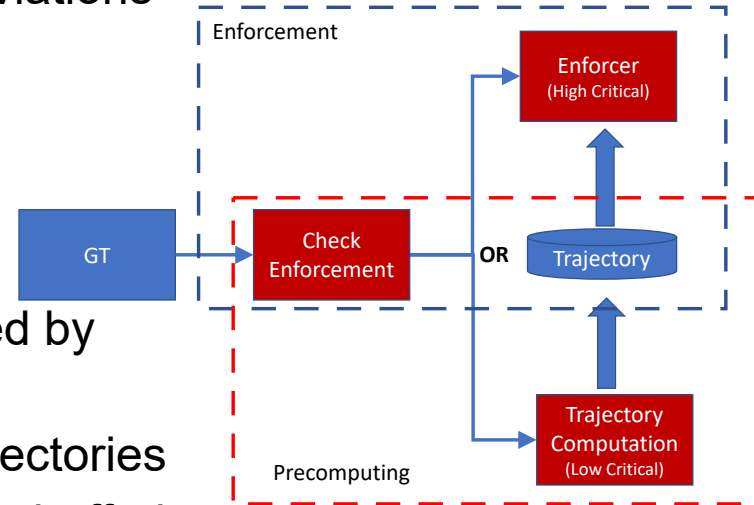 Enforcement
Enforcer
(High Critical)
GT
Check
Enforcement
OR
Trajectory
ed by
Trajectory
Computation
(Low Critical)
ectories
Precomputing